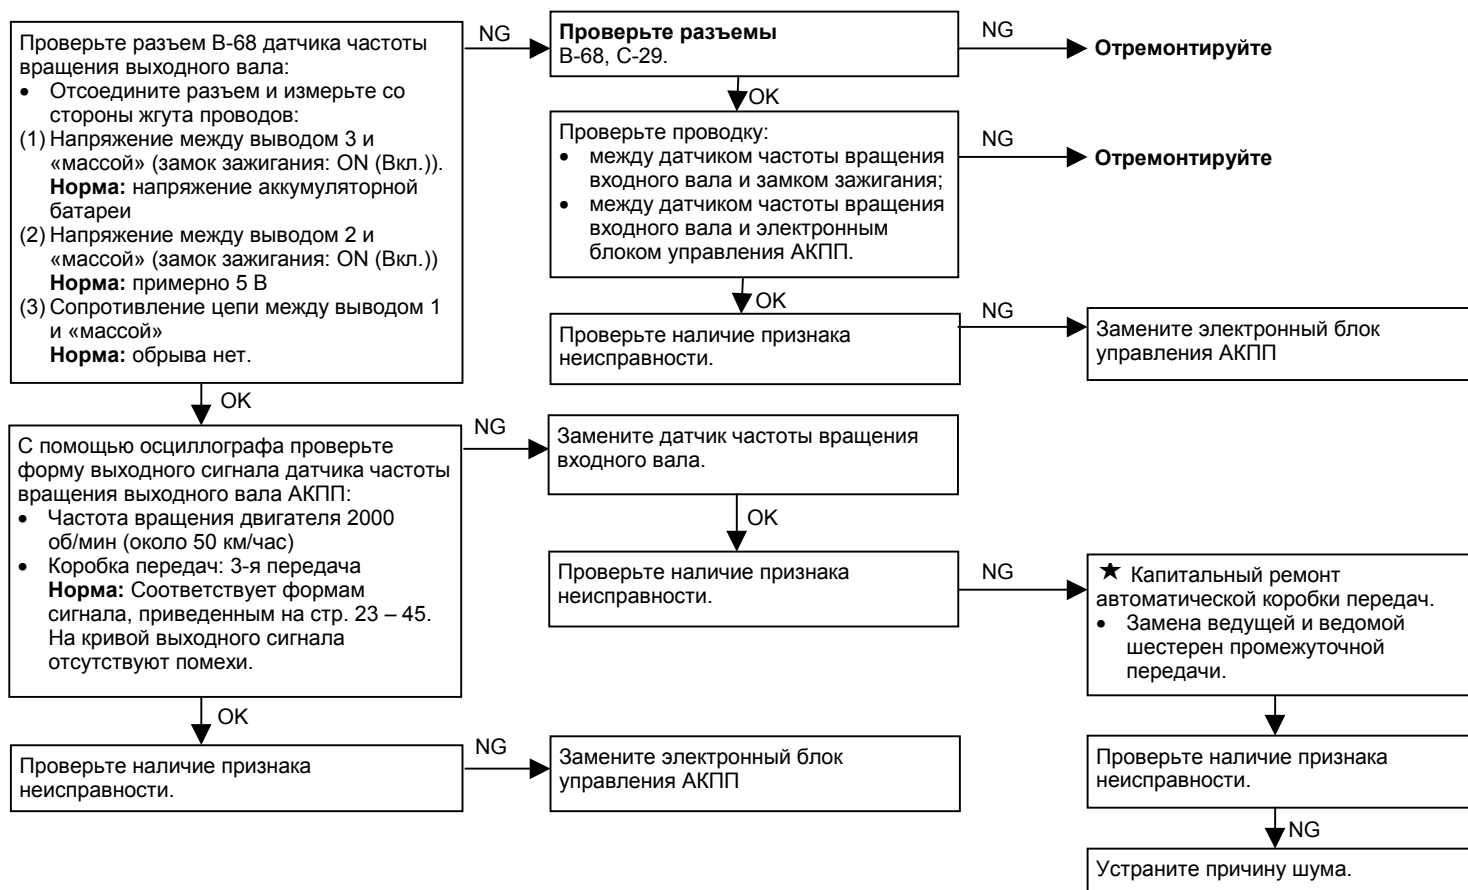 Проверьте разъем В-68 датчика частоты
вращения выходного вала:
• Отсоедините разъем и измерьте со
стороны жгута проводов:
(1) Напряжение между выводом 3 и
«массой» (замок зажигания: ON (Вкл.)).
Норма: напряжение аккумуляторной
батареи
(2) Напряжение между выводом 2 и
«массой» (замок зажигания: ON (Вкл.))
Норма: примерно 5 В
(3) Сопротивление цепи между выводом 1
и «массой»
Норма: обрыва нет.
NG
Проверьте разъемы
В-68, С-29.
NG
Отремонтируйте
OK
Проверьте проводку:
• между датчиком частоты вращения
входного вала и замком зажигания;
• между датчиком частоты вращения
входного вала и электронным
блоком управления АКПП.
NG
Отремонтируйте
OK
Проверьте наличие признака
неисправности.
NG
Замените электронный блок
управления АКПП
OK
С помощью осциллографа проверьте
форму выходного сигнала датчика частоты
вращения выходного вала АКПП:
• Частота вращения двигателя 2000
об/мин (около 50 км/час)
• Коробка передач: 3-я передача
Норма: Соответствует формам
сигнала, приведенным на стр. 23 – 45.
На кривой выходного сигнала
отсутствуют помехи.
NG
Замените датчик частоты вращения
входного вала.
OK
Проверьте наличие признака
неисправности.
NG
★ Капитальный ремонт
автоматической коробки передач.
• Замена ведущей и ведомой
шестерен промежуточной
передачи.
OK
Проверьте наличие признака
неисправности.
NG
Замените электронный блок
управления АКПП
Проверьте наличие признака
неисправности.
NG
Устраните причину шума.